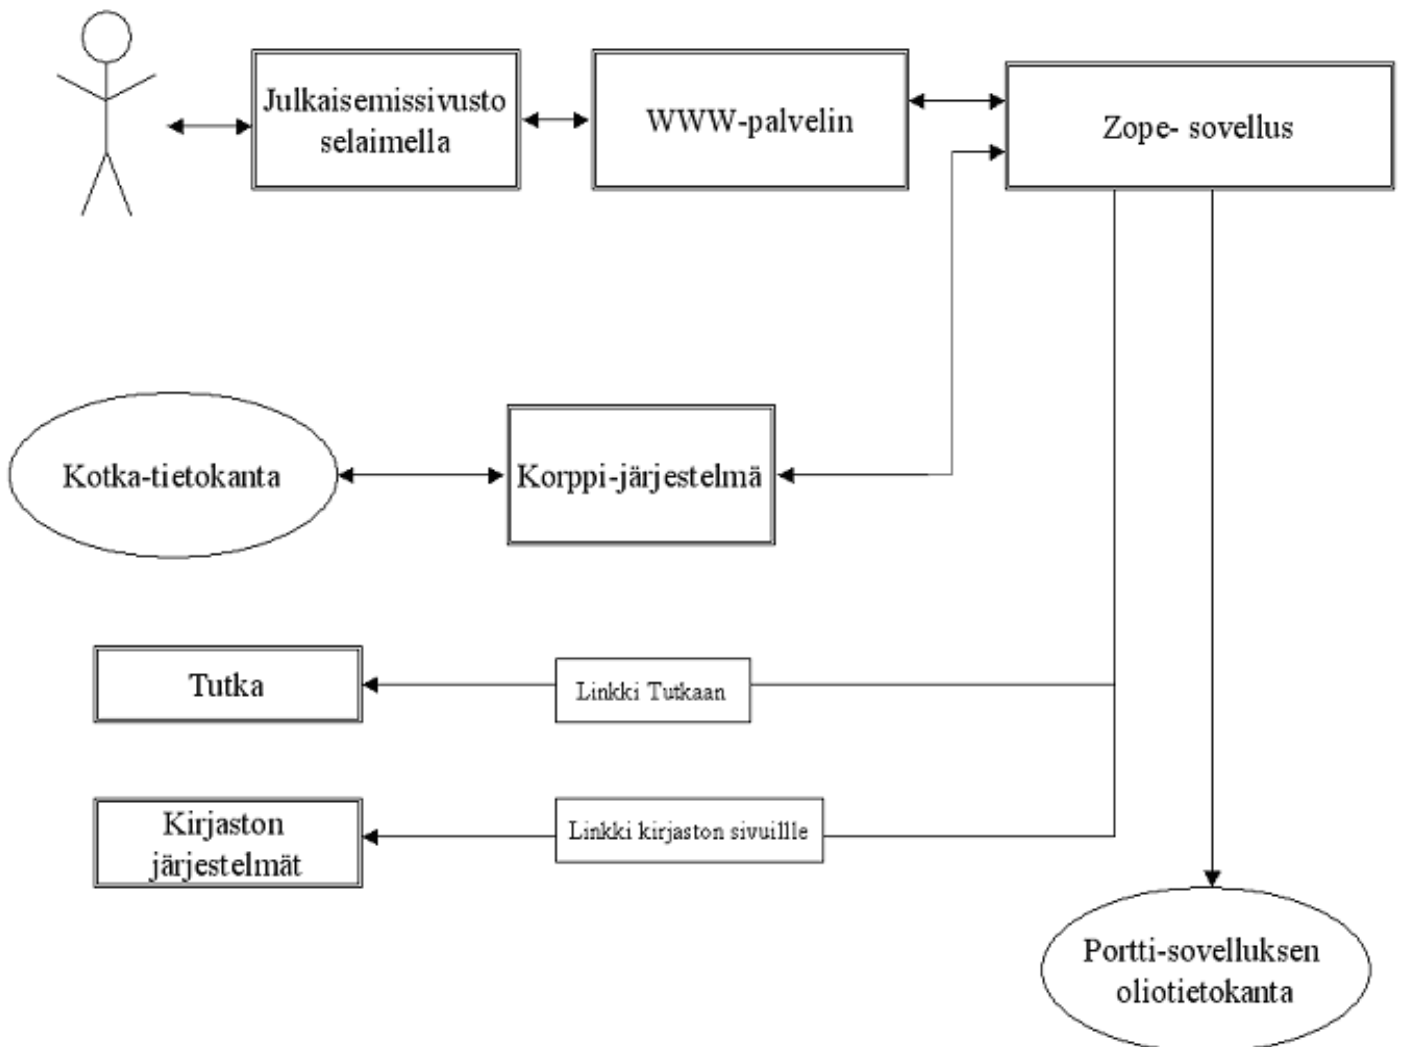 Julkaisemissivusto
selaimella
WWW-palvelin
Zope- sovellus
Kotka-tietokanta
Korppi-järjestelmä
Tutka
Linkki Tutkaan
Kirjaston
järjestelmät
Linkki kirjaston sivuillle
Portti-sovelluksen
oliotietokanta